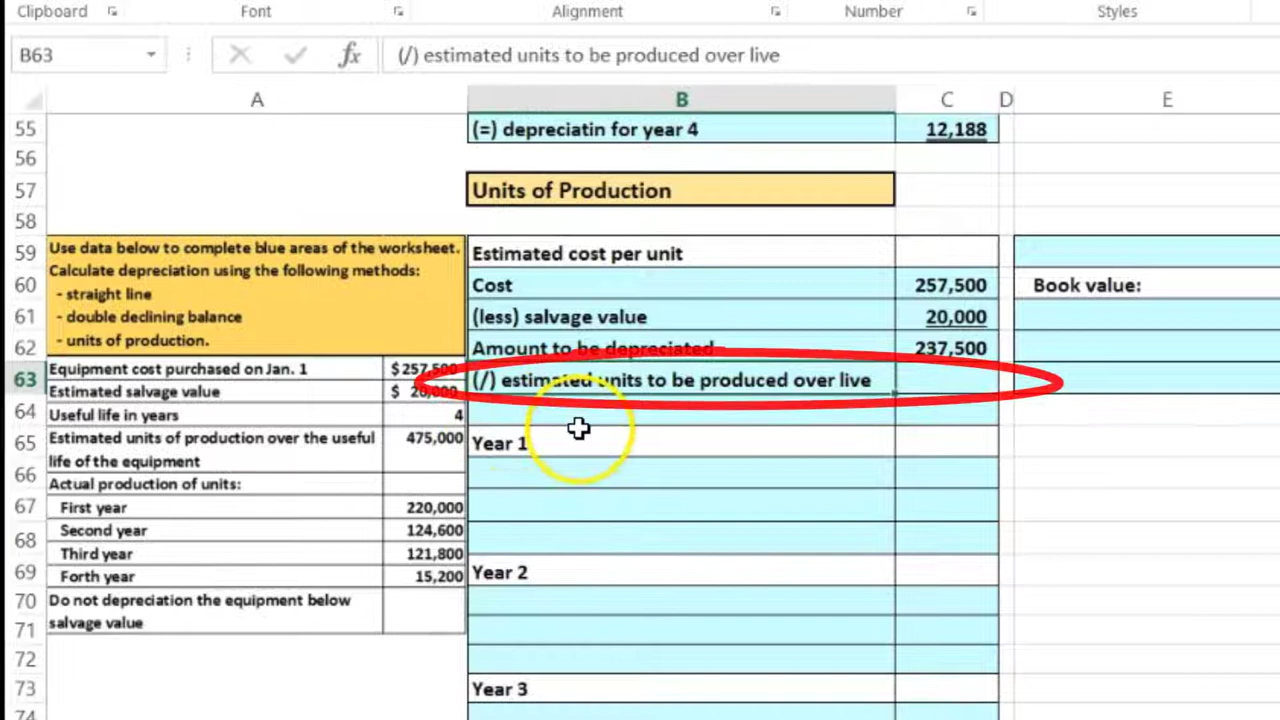 Clipboard Font Alignment Number Styles
B63 fx (/) estimated units to be produced over live
A B C D E
55 (=) depreciatin for year 4 12,188
56
57 Units of Production
58
Use data below to complete blue areas of the worksheet.
Calculate depreciation using the following methods:
- straight line
- double declining balance
- units of production.
59 Estimated cost per unit
60 Cost 257,500 Book value:
61 (less) salvage value 20,000
62 Amount to be depreciated 237,500
63 (/) estimated units to be produced over live
64
65 Year 1
66
67
68
69 Year 2
70
71
72
73 Year 3
74
Equipment cost purchased on Jan. 1 $257,500
Estimated salvage value $ 20,000
Useful life in years 4
Estimated units of production over the useful 475,000
life of the equipment
Actual production of units:
First year 220,000
Second year 124,600
Third year 121,800
Forth year 15,200
Do not depreciation the equipment below
salvage value